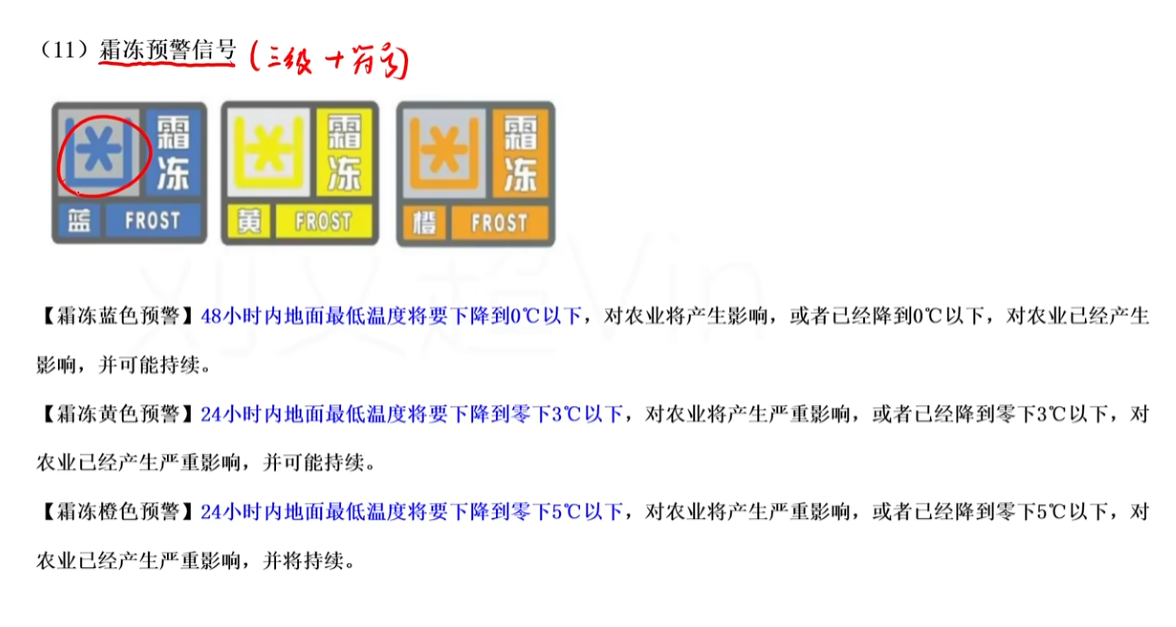 （11）霜冻预警信号（三级+符号）
霜冻 霜冻 霜冻
蓝 FROST 黄 FROST 橙 FROST
刘文超Vin
【霜冻蓝色预警】48小时内地面最低温度将要下降到0℃以下，对农业将产生影响，或者已经降到0℃以下，对农业已经产生
影响，并可能持续。
【霜冻黄色预警】24小时内地面最低温度将要下降到零下3℃以下，对农业将产生严重影响，或者已经降到零下3℃以下，对
农业已经产生严重影响，并可能持续。
【霜冻橙色预警】24小时内地面最低温度将要下降到零下5℃以下，对农业将产生严重影响，或者已经降到零下5℃以下，对
农业已经产生严重影响，并将持续。